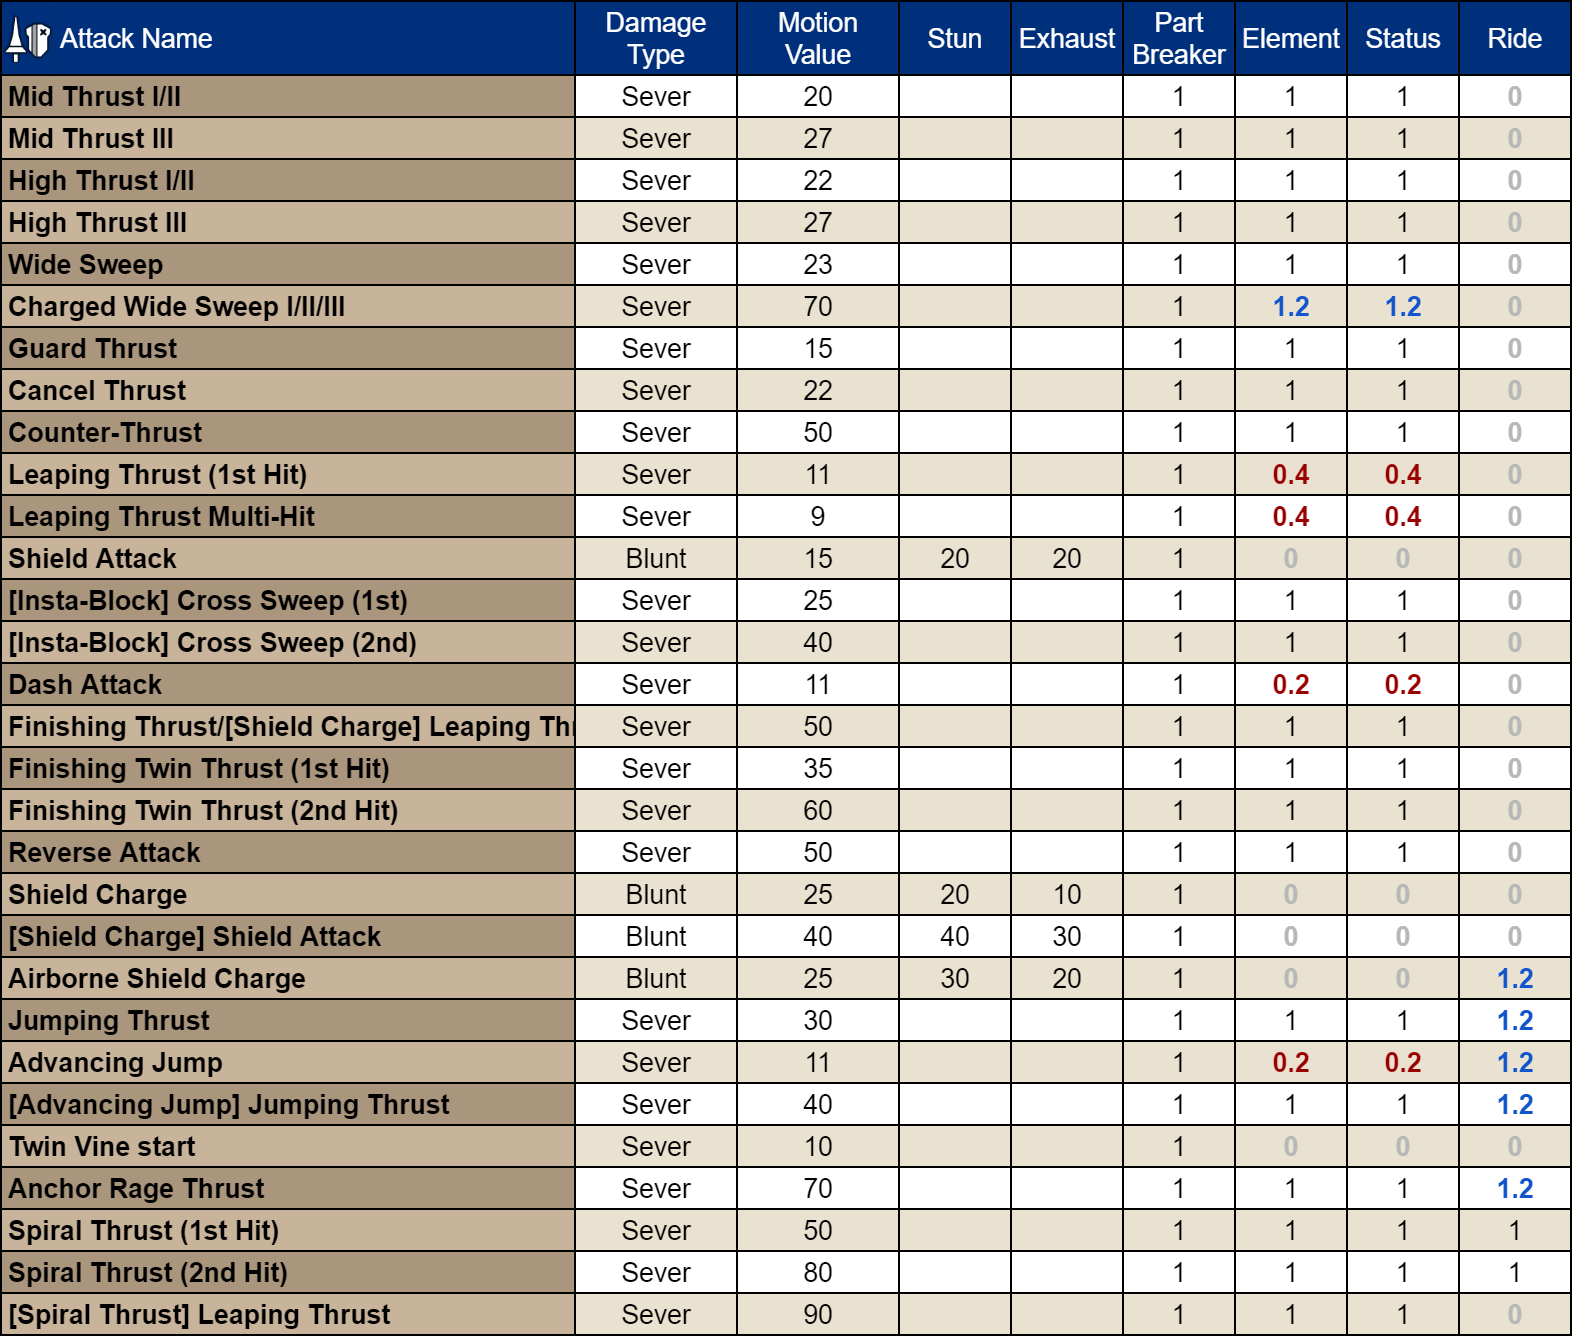 Attack Name Damage Type Motion Value Stun Exhaust Part Breaker Element Status Ride
Mid Thrust I/II Sever 20 1 1 1 0
Mid Thrust III Sever 27 1 1 1 0
High Thrust I/II Sever 22 1 1 1 0
High Thrust III Sever 27 1 1 1 0
Wide Sweep Sever 23 1 1 1 0
Charged Wide Sweep I/II/III Sever 70 1 1.2 1.2 0
Guard Thrust Sever 15 1 1 1 0
Cancel Thrust Sever 22 1 1 1 0
Counter-Thrust Sever 50 1 1 1 0
Leaping Thrust (1st Hit) Sever 11 1 0.4 0.4 0
Leaping Thrust Multi-Hit Sever 9 1 0.4 0.4 0
Shield Attack Blunt 15 20 20 1 0 0 0
[Insta-Block] Cross Sweep (1st) Sever 25 1 1 1 0
[Insta-Block] Cross Sweep (2nd) Sever 40 1 1 1 0
Dash Attack Sever 11 1 0.2 0.2 0
Finishing Thrust/[Shield Charge] Leaping Thr Sever 50 1 1 1 0
Finishing Twin Thrust (1st Hit) Sever 35 1 1 1 0
Finishing Twin Thrust (2nd Hit) Sever 60 1 1 1 0
Reverse Attack Sever 50 1 1 1 0
Shield Charge Blunt 25 20 10 1 0 0 0
[Shield Charge] Shield Attack Blunt 40 40 30 1 0 0 0
Airborne Shield Charge Blunt 25 30 20 1 0 0 1.2
Jumping Thrust Sever 30 1 1 1 1.2
Advancing Jump Sever 11 1 0.2 0.2 1.2
[Advancing Jump] Jumping Thrust Sever 40 1 1 1 1.2
Twin Vine start Sever 10 1 0 0 0
Anchor Rage Thrust Sever 70 1 1 1 1.2
Spiral Thrust (1st Hit) Sever 50 1 1 1 1
Spiral Thrust (2nd Hit) Sever 80 1 1 1 1
[Spiral Thrust] Leaping Thrust Sever 90 1 1 1 0